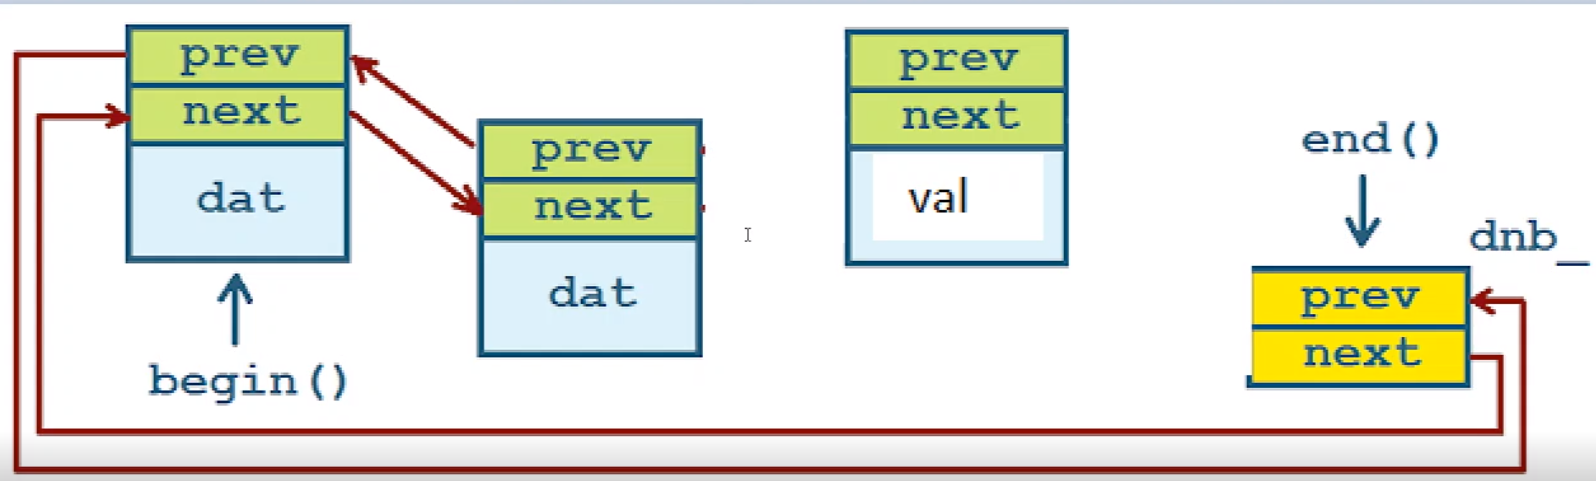 prev
next
dat
begin()
prev
next
dat
prev
next
val
end()
dnb_
prev
next